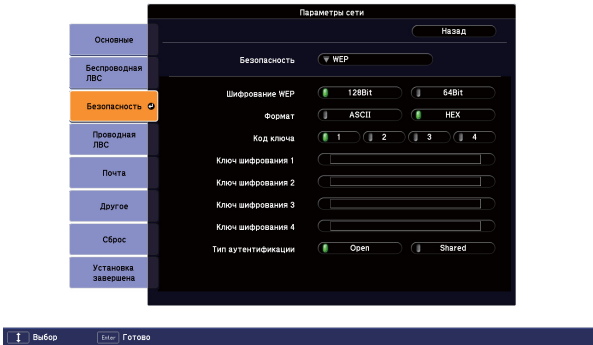 Параметры сети
Назад
Основные
Беспроводная
ЛВС
Безопасность
Проводная
ЛВС
Почта
Другое
Сброс
Установка
завершена
Безопасность WEP
Шифрование WEP 128Bit 64Bit
Формат ASCII HEX
Код ключа 1 2 3 4
Ключ шифрования 1
Ключ шифрования 2
Ключ шифрования 3
Ключ шифрования 4
Тип аутентификации Open Shared
Выбор Enter Готово